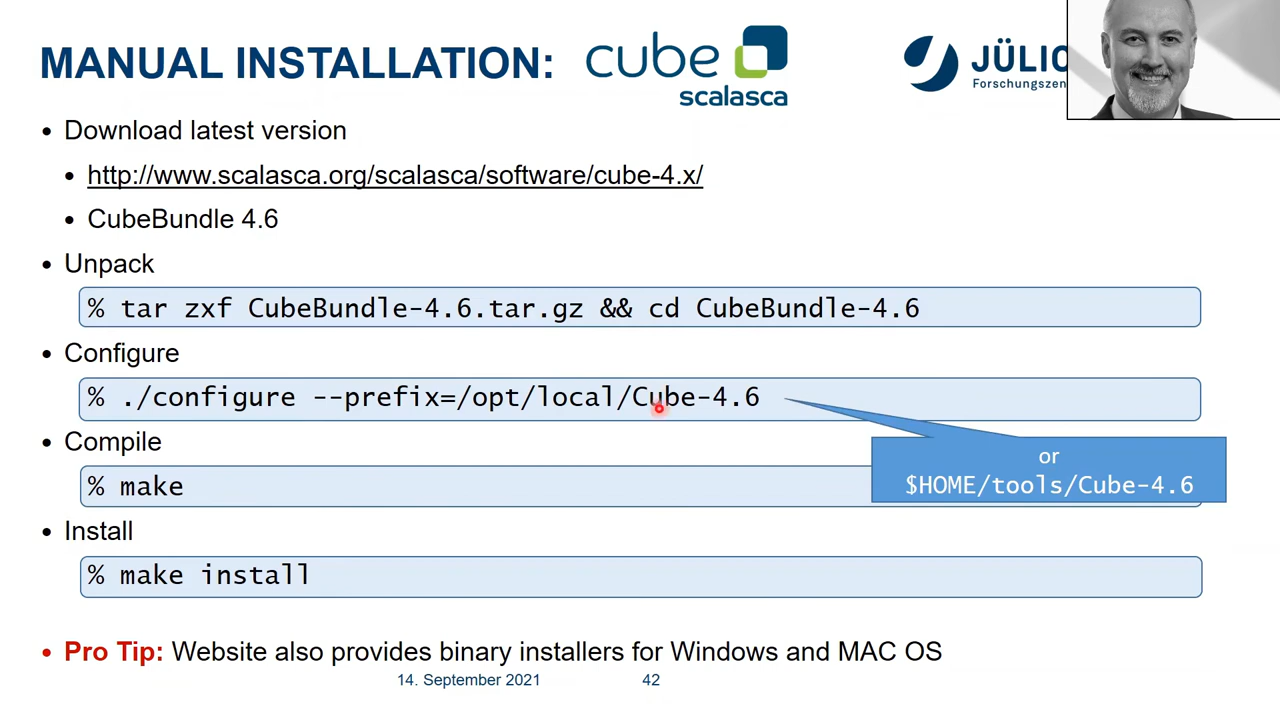 MANUAL INSTALLATION:
cube
scalasca
Forschungszen
• Download latest version
• http://www.scalasca.org/scalasca/software/cube-4.x/
• CubeBundle 4.6
• Unpack
% tar zxf CubeBundle-4.6.tar.gz && cd CubeBundle-4.6
• Configure
% ./configure --prefix=/opt/local/Cube-4.6
or
$HOME/tools/Cube-4.6
• Compile
% make
• Install
% make install
• Pro Tip: Website also provides binary installers for Windows and MAC OS
14. September 2021
42